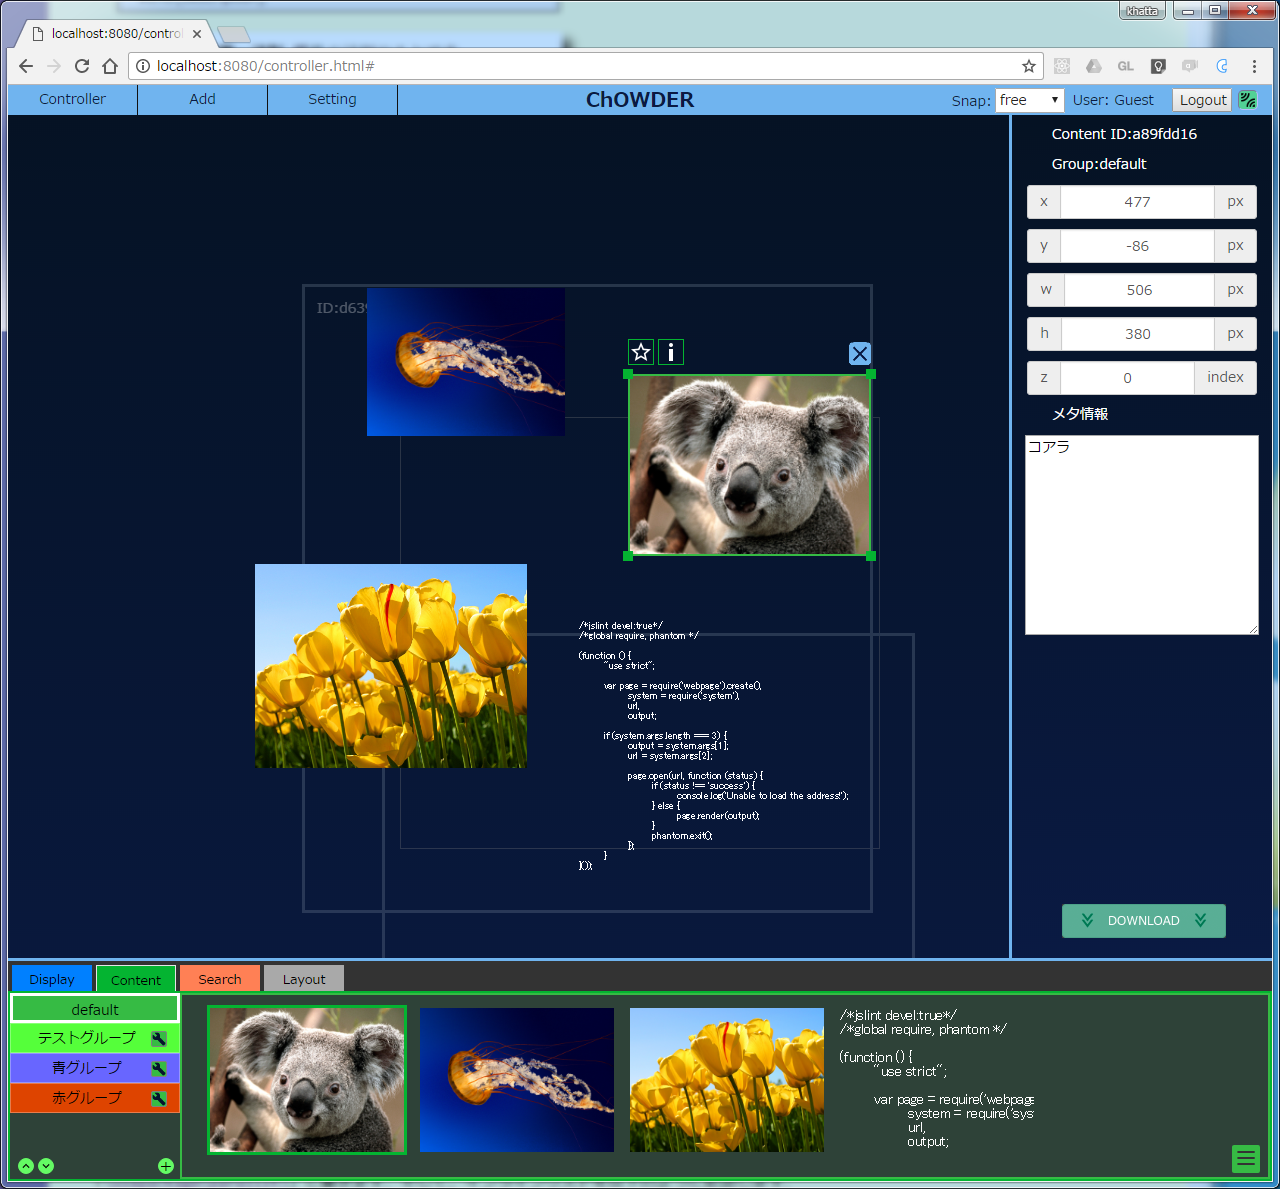 khatta
localhost:8080/contro
localhost:8080/controller.html#
GL
Controller
Add
Setting
ChOWDER
Snap: free
User: Guest
Logout
Content ID:a89fdd16
Group:default
x 477 px
y -86 px
w 506 px
h 380 px
z 0 index
メタ情報
コアラ
DOWNLOAD
ID:d639
/*jslint devel:true*/
/*global require, phantom */
(function () {
"use strict";
var page = require('webpage').create(),
system = require('system'),
url,
output;
if (system.args.length === 3) {
output = system.args[1];
url = system.args[2];
page.open(url, function (status) {
if (status !== 'success') {
console.log('Unable to load the address!');
} else {
page.render(output);
}
phantom.exit();
});
}
}());
Display
Content
Search
Layout
default
テストグループ
青グループ
赤グループ
/*jslint devel:true*/
/*global require, phantom */
(function () {
"use strict";
var page = require('webpage
system = require('sys
url,
output;